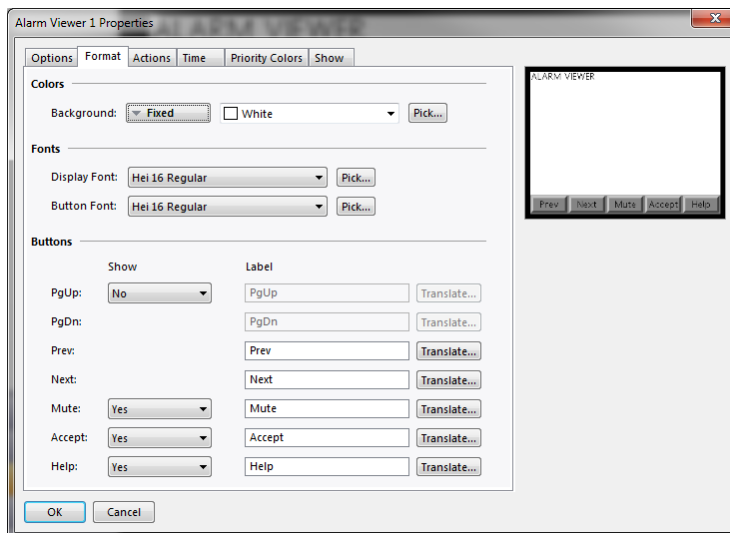 Alarm Viewer 1 Properties
Options Format Actions Time Priority Colors Show
Colors
Background: Fixed White Pick...
Fonts
Display Font: Hei 16 Regular Pick...
Button Font: Hei 16 Regular Pick...
Buttons
Show Label
PgUp: No PgUp Translate...
PgDn: PgDn Translate...
Prev: Prev Translate...
Next: Next Translate...
Mute: Yes Mute Translate...
Accept: Yes Accept Translate...
Help: Yes Help Translate...
OK Cancel
ALARM VIEWER
Prev Next Mute Accept Help